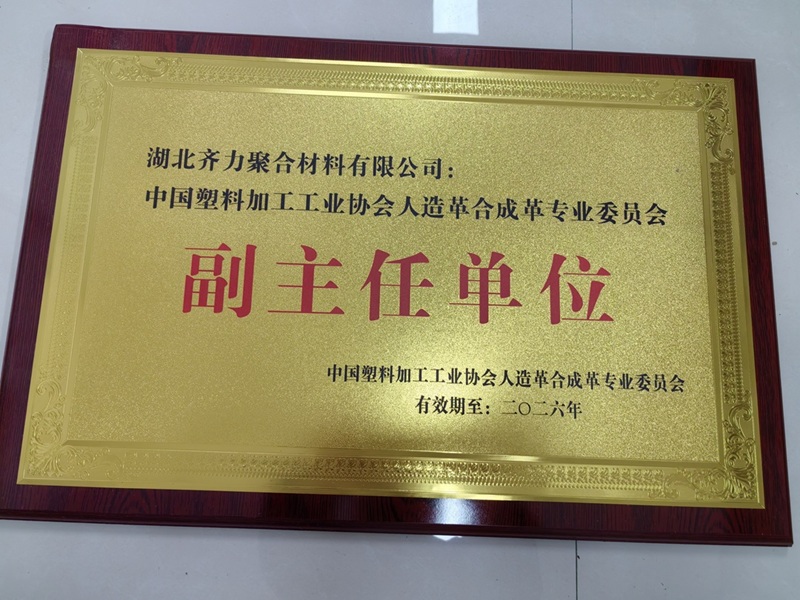 湖北齐力聚合材料有限公司：
中国塑料加工工业协会人造革合成革专业委员会
副主任单位
中国塑料加工工业协会人造革合成革专业委员会
有效期至：二〇二六年